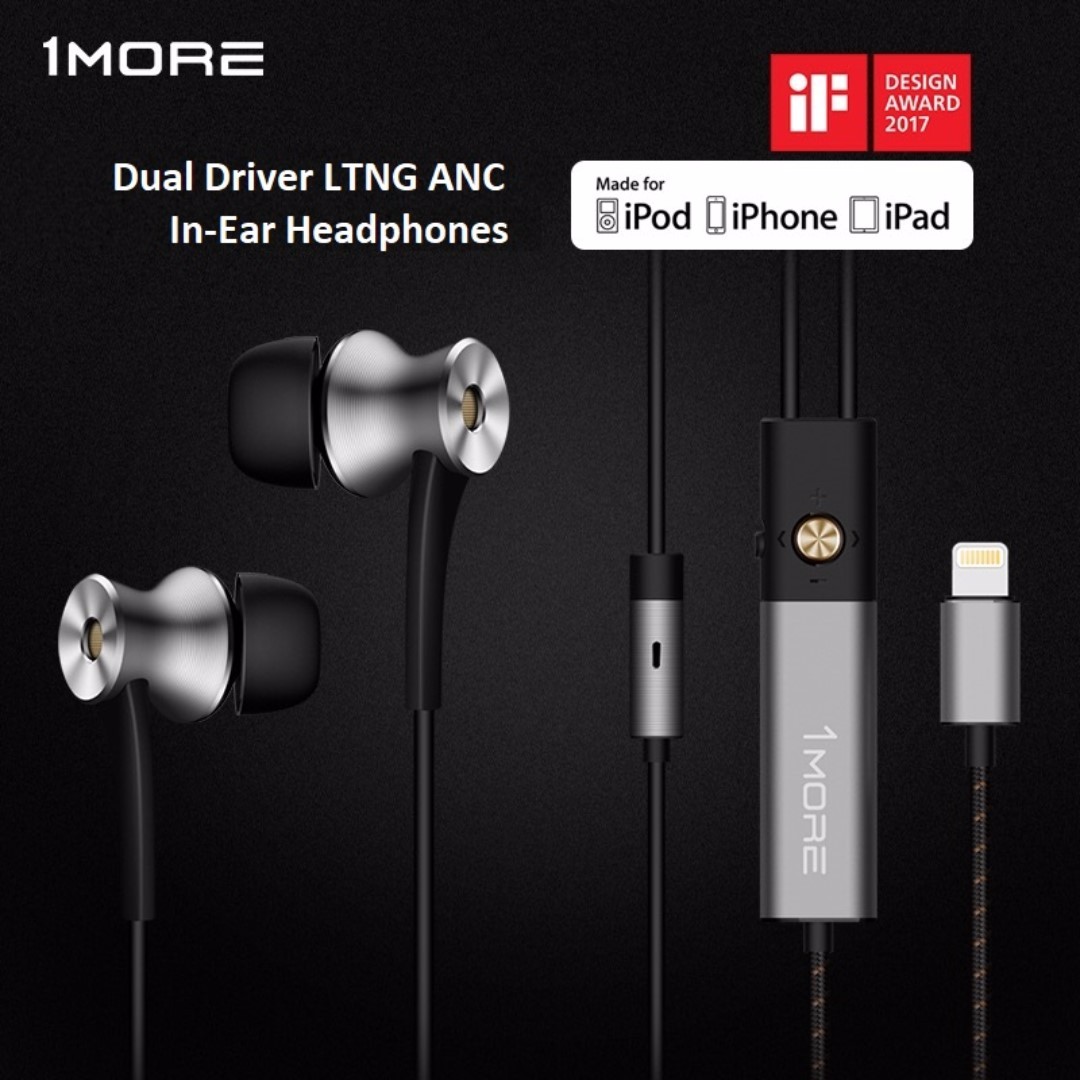 1MORE
iF
DESIGN
AWARD
2017
Dual Driver LTNG ANC
In-Ear Headphones
Made for
iPod iPhone iPad
1MORE